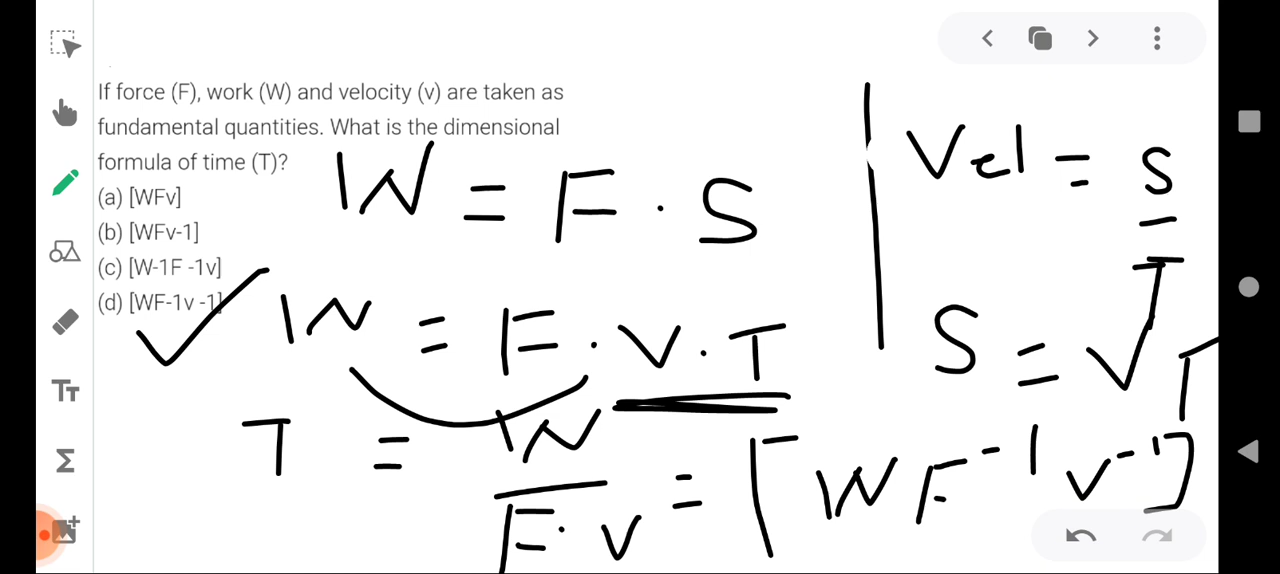 If force (F), work (W) and velocity (v) are taken as
fundamental quantities. What is the dimensional
formula of time (T)?
(a) [WFv]
(b) [WFv-1]
(c) [W-1F -1v]
(d) [WF-1v -1]
W = F . S
W = F . V . T
T = W / F . v = [W F^-1 v^-1]
Vel = s / T
S = V T
Tт
Σ